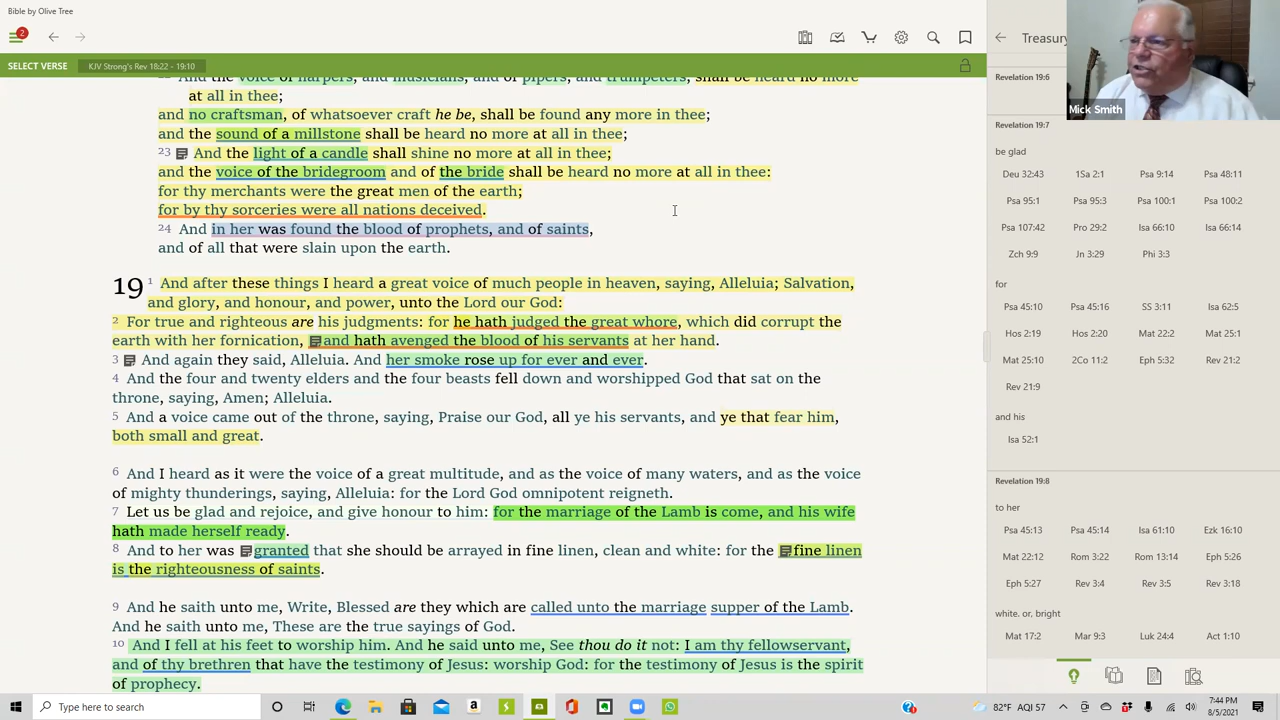 Bible by Olive Tree
2
SELECT VERSE
KJV Strong's Rev 18:22 - 19:10
22 And the voice of harpers, and musicians, and of pipers, and trumpeters, shall be heard no more
at all in thee;
and no craftsman, of whatsoever craft he be, shall be found any more in thee;
and the sound of a millstone shall be heard no more at all in thee;
23 And the light of a candle shall shine no more at all in thee;
and the voice of the bridegroom and of the bride shall be heard no more at all in thee:
for thy merchants were the great men of the earth;
for by thy sorceries were all nations deceived.
24 And in her was found the blood of prophets, and of saints,
and of all that were slain upon the earth.
19 1 And after these things I heard a great voice of much people in heaven, saying, Alleluia; Salvation,
and glory, and honour, and power, unto the Lord our God:
2 For true and righteous are his judgments: for he hath judged the great whore, which did corrupt the
earth with her fornication, and hath avenged the blood of his servants at her hand.
3 And again they said, Alleluia. And her smoke rose up for ever and ever.
4 And the four and twenty elders and the four beasts fell down and worshipped God that sat on the
throne, saying, Amen; Alleluia.
5 And a voice came out of the throne, saying, Praise our God, all ye his servants, and ye that fear him,
both small and great.
6 And I heard as it were the voice of a great multitude, and as the voice of many waters, and as the voice
of mighty thunderings, saying, Alleluia: for the Lord God omnipotent reigneth.
7 Let us be glad and rejoice, and give honour to him: for the marriage of the Lamb is come, and his wife
hath made herself ready.
8 And to her was granted that she should be arrayed in fine linen, clean and white: for the fine linen
is the righteousness of saints.
9 And he saith unto me, Write, Blessed are they which are called unto the marriage supper of the Lamb.
And he saith unto me, These are the true sayings of God.
10 And I fell at his feet to worship him. And he said unto me, See thou do it not: I am thy fellowservant,
and of thy brethren that have the testimony of Jesus: worship God: for the testimony of Jesus is the spirit
of prophecy.
Treasury
Mick Smith
Revelation 19:6
Revelation 19:7
be glad
Deu 32:43 1Sa 2:1 Psa 9:14 Psa 48:11
Psa 95:1 Psa 95:3 Psa 100:1 Psa 100:2
Psa 107:42 Pro 29:2 Isa 66:10 Isa 66:14
Zch 9:9 Jn 3:29 Phi 3:3
for
Psa 45:10 Psa 45:16 SS 3:11 Isa 62:5
Hos 2:19 Hos 2:20 Mat 22:2 Mat 25:1
Mat 25:10 2Co 11:2 Eph 5:32 Rev 21:2
Rev 21:9
and his
Isa 52:1
Revelation 19:8
to her
Psa 45:13 Psa 45:14 Isa 61:10 Ezk 16:10
Mat 22:12 Rom 3:22 Rom 13:14 Eph 5:26
Eph 5:27 Rev 3:4 Rev 3:5 Rev 3:18
white. or, bright
Mat 17:2 Mar 9:3 Luk 24:4 Act 1:10
Type here to search
82°F AQI 57
7:44 PM
8/5/2021